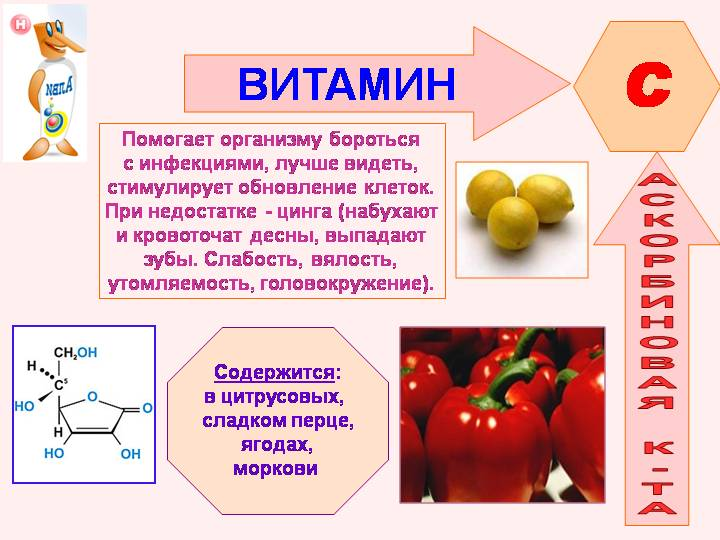 Н
NanA
ВИТАМИН
С
Помогает организму бороться
с инфекциями, лучше видеть,
стимулирует обновление клеток.
При недостатке - цинга (набухают
и кровоточат десны, выпадают
зубы. Слабость, вялость,
утомляемость, головокружение).
АСКОРБИНОВАЯ К-ТА
CH2OH
H
C5
HO
O
O
H
HO
OH
Содержится:
в цитрусовых,
сладком перце,
ягодах,
моркови